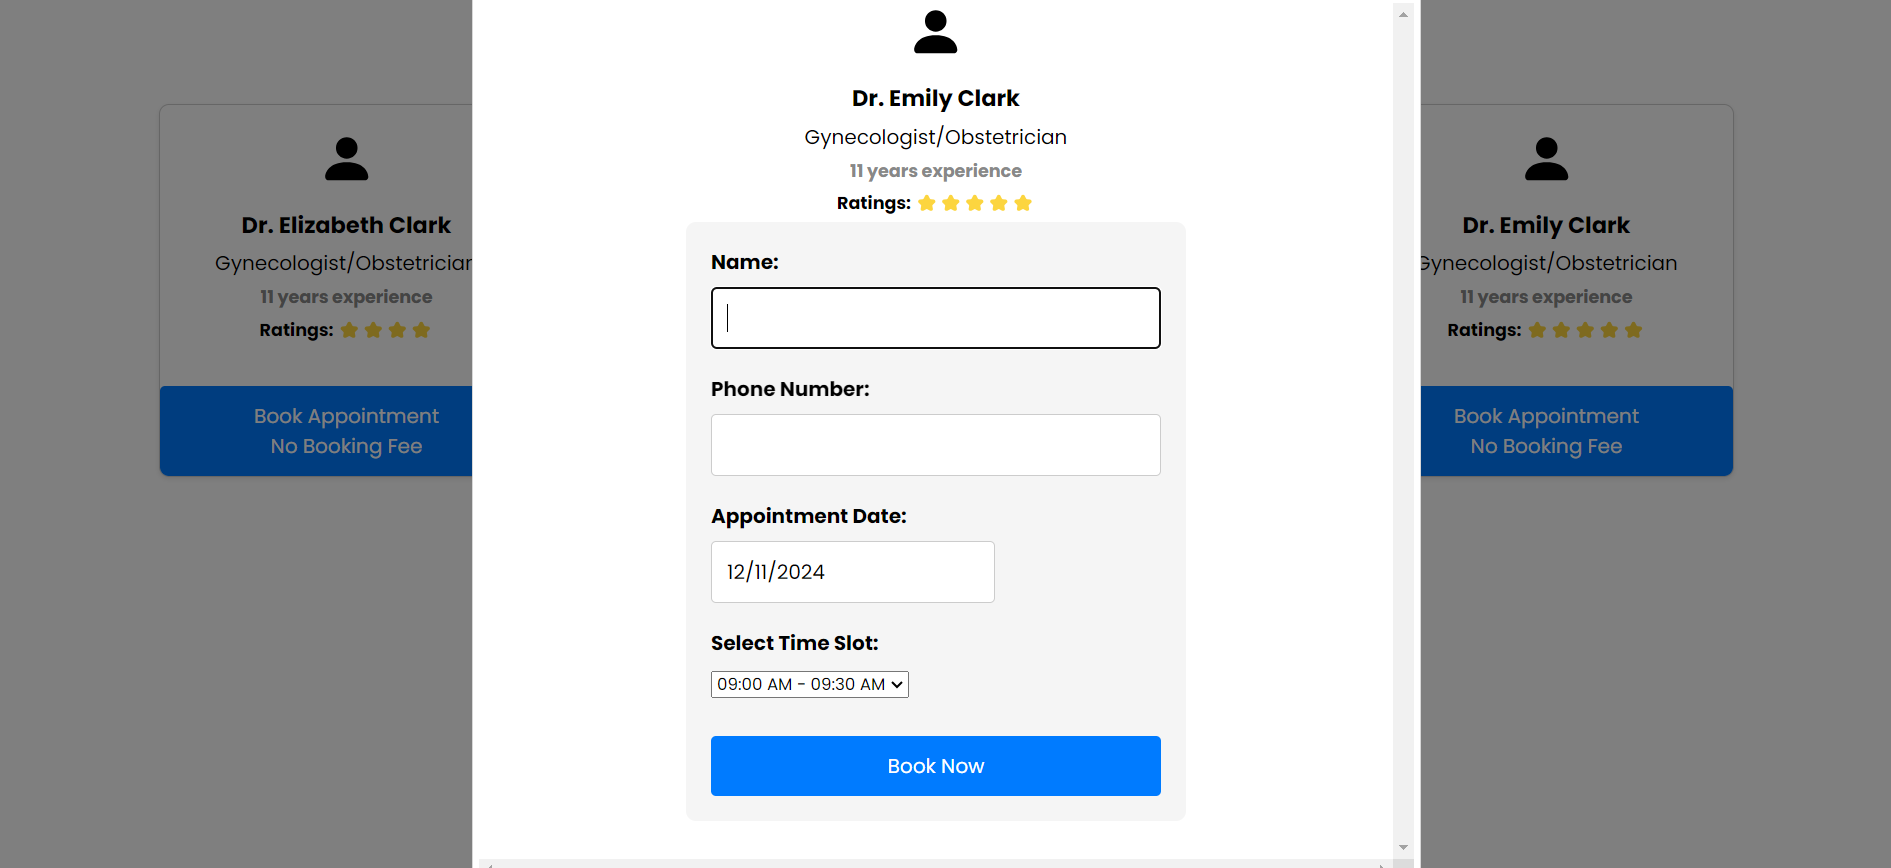 Dr. Elizabeth Clark
Gynecologist/Obstetrician
11 years experience
Ratings:
Book Appointment
No Booking Fee
Dr. Emily Clark
Gynecologist/Obstetrician
11 years experience
Ratings:
Name:
Phone Number:
Appointment Date:
12/11/2024
Select Time Slot:
09:00 AM - 09:30 AM
Book Now
Dr. Emily Clark
Gynecologist/Obstetrician
11 years experience
Ratings:
Book Appointment
No Booking Fee